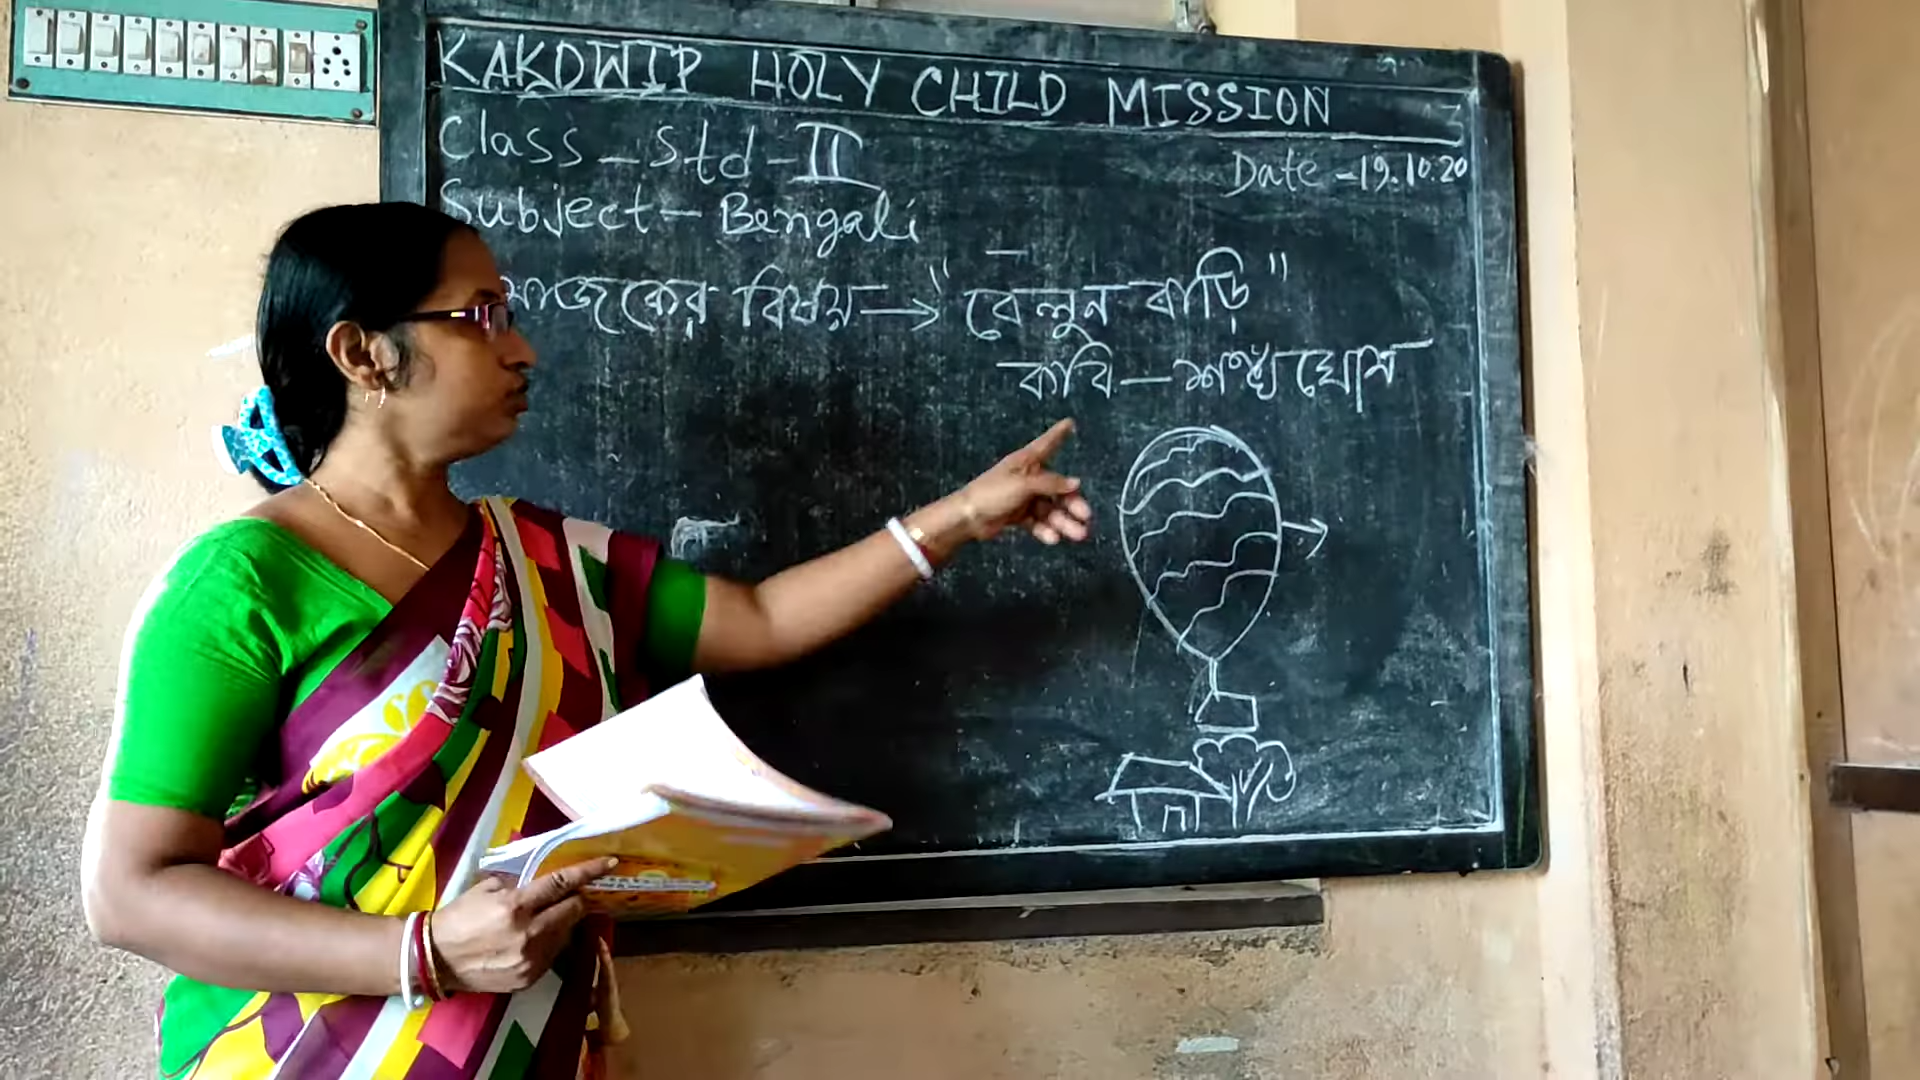 KAKDWIP HOLY CHILD MISSION
Class - Std - II
Date - 19.10.20
Subject - Bengali
আজকের বিষয় → "বেলুন বাড়ি"
কবি - শঙ্খ ঘোষ